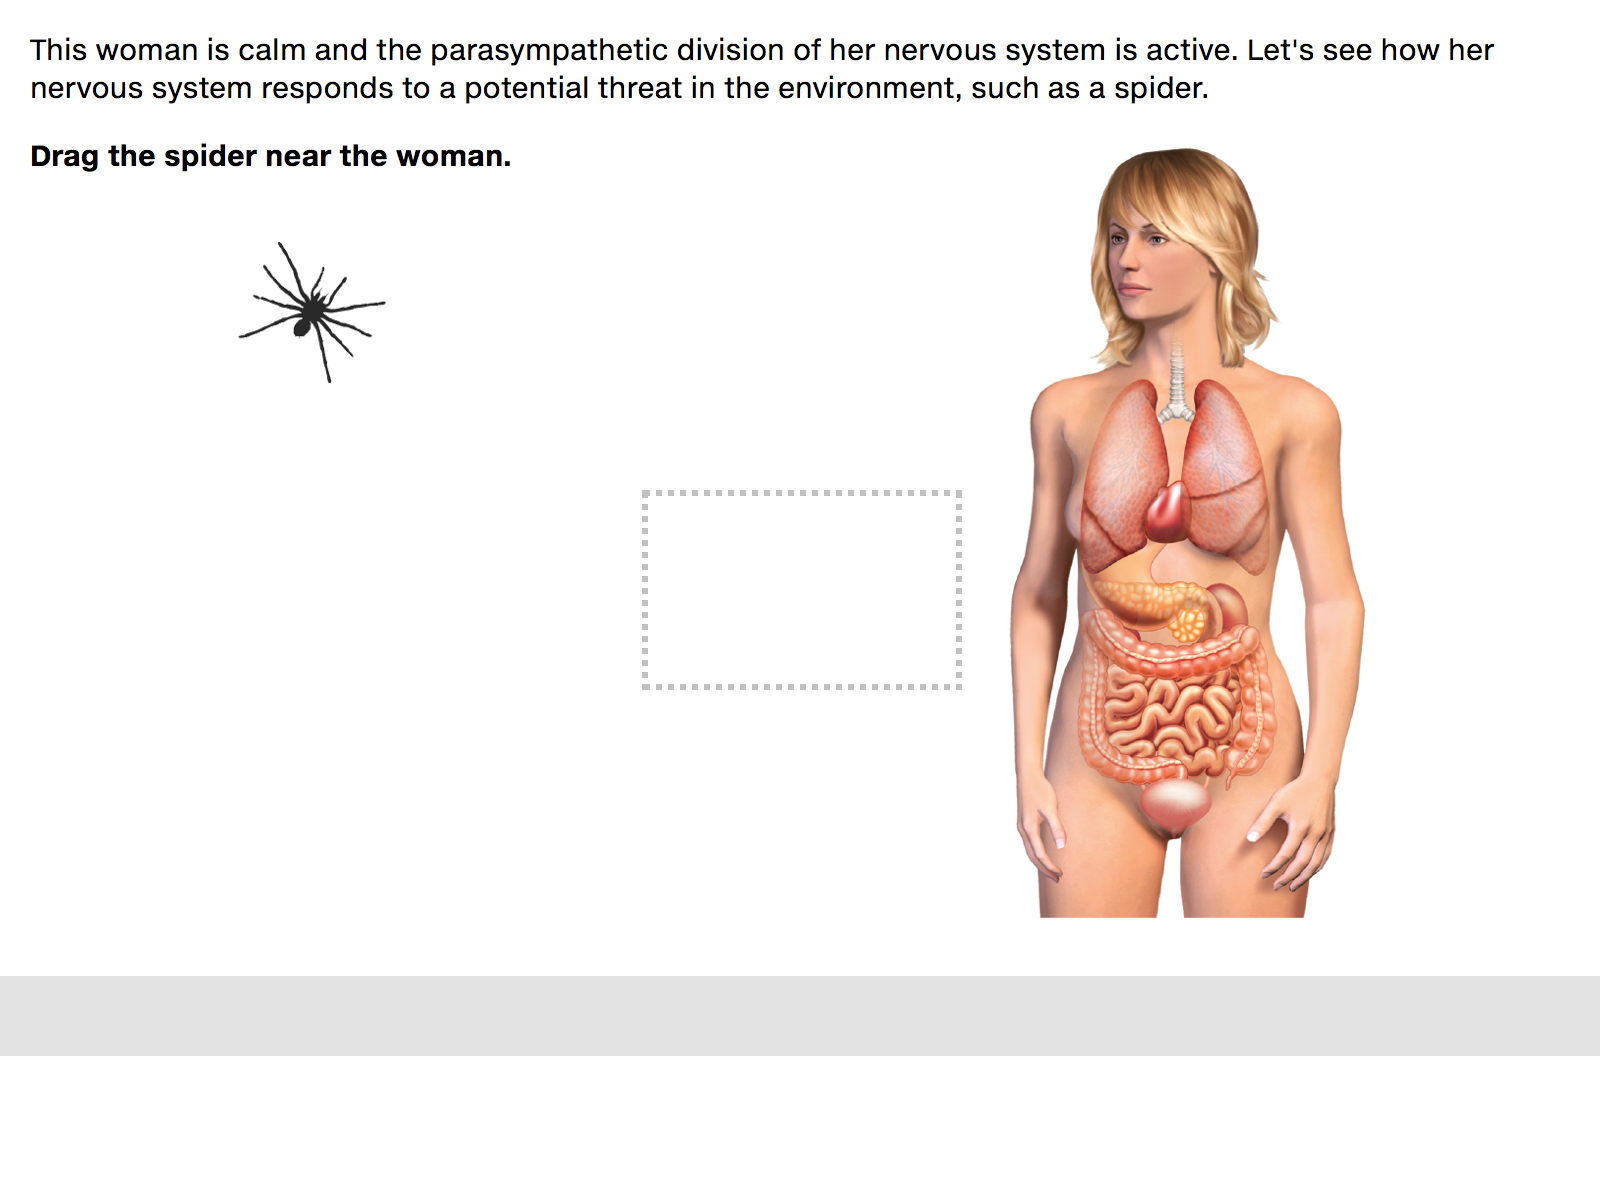 This woman is calm and the parasympathetic division of her nervous system is active. Let's see how her
nervous system responds to a potential threat in the environment, such as a spider.
Drag the spider near the woman.